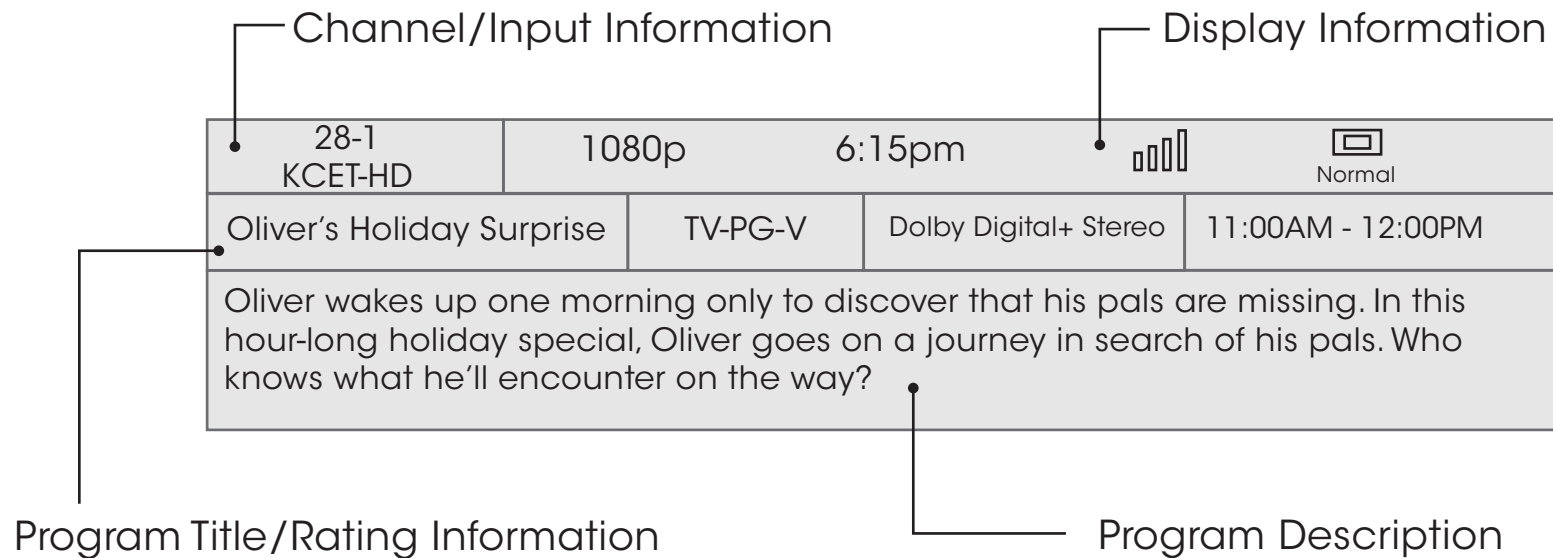 Channel/Input Information
Display Information
28-1
KCET-HD
1080p
6:15pm
Normal
Oliver’s Holiday Surprise
TV-PG-V
Dolby Digital+ Stereo
11:00AM - 12:00PM
Oliver wakes up one morning only to discover that his pals are missing. In this
hour-long holiday special, Oliver goes on a journey in search of his pals. Who
knows what he’ll encounter on the way?
Program Title/Rating Information
Program Description